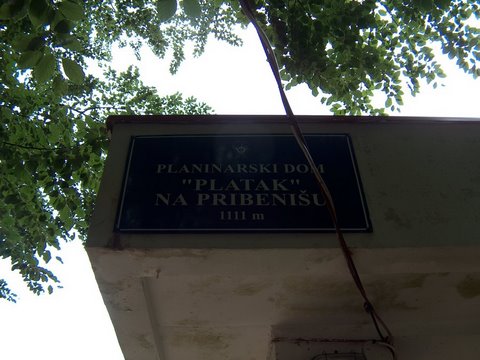 PLANINARSKI DOM
"PLATAK"
NA PRIBENIŠU
1111 m